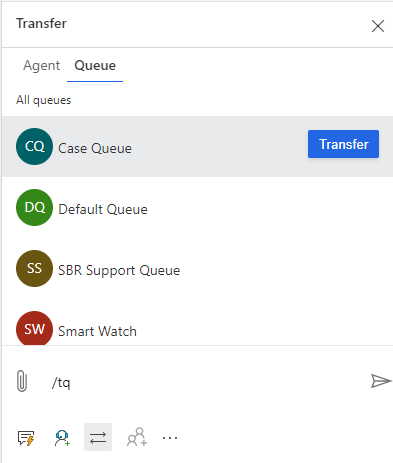 Transfer
Agent Queue
All queues
CQ Case Queue Transfer
DQ Default Queue
SS SBR Support Queue
SW Smart Watch
/tq